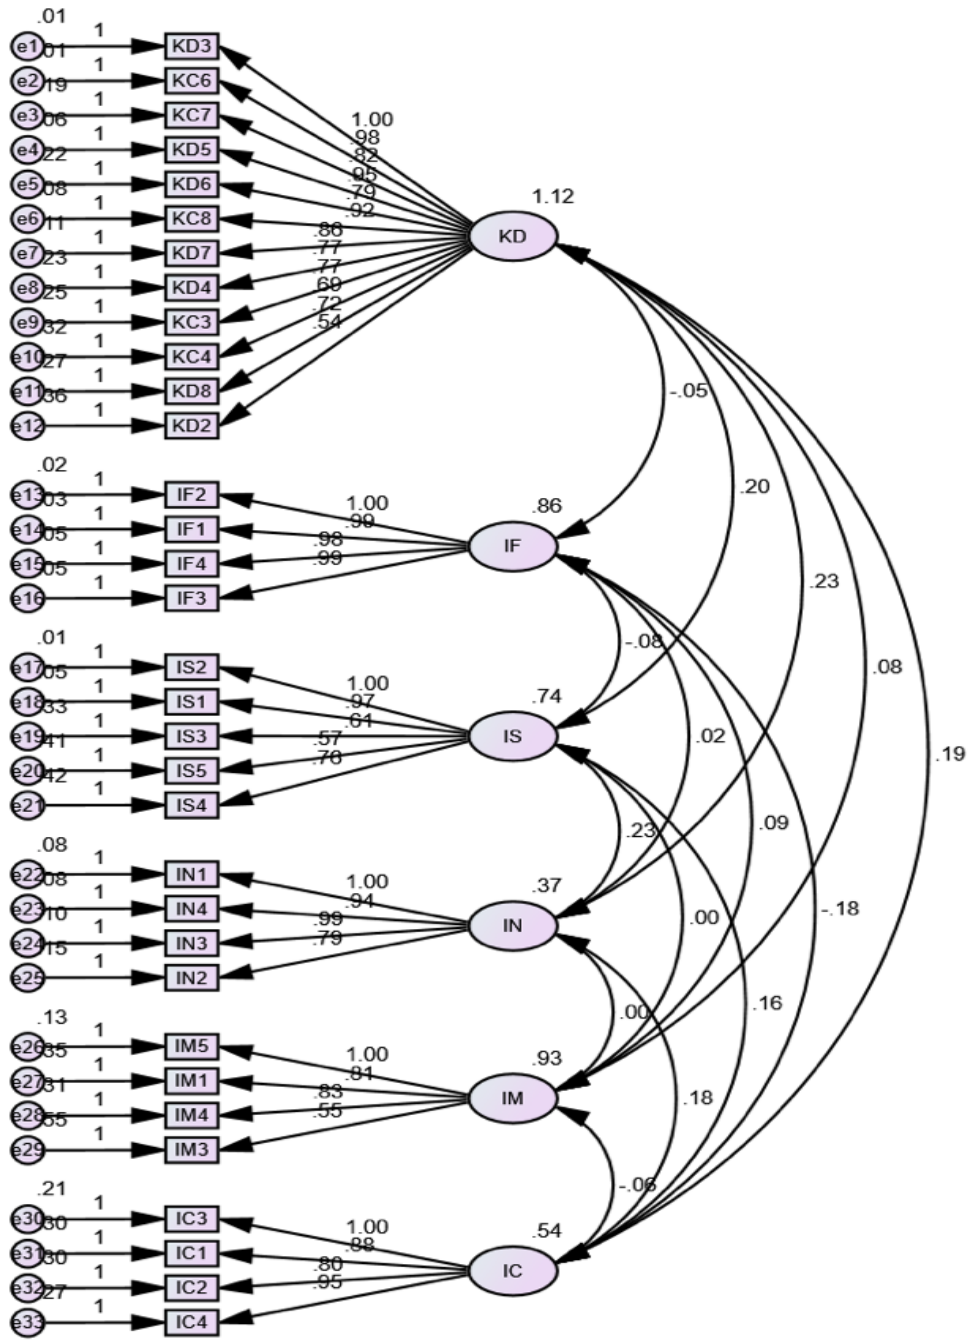 .01
e1 1 KD3
.01
e2 1 KC6
.19
e3 1 KC7
.06
e4 1 KD5
.22
e5 1 KD6
.08
e6 1 KC8
.11
e7 1 KD7
.23
e8 1 KD4
.25
e9 1 KC3
.32
e10 1 KC4
.27
e11 1 KD8
.36
e12 1 KD2
1.00
.98
.82
.95
.79
.92
.86
.77
.77
.69
.72
.54
1.12
KD
.02
e13 1 IF2
.03
e14 1 IF1
.05
e15 1 IF4
.05
e16 1 IF3
1.00
.99
.98
.99
.86
IF
.01
e17 1 IS2
.05
e18 1 IS1
.33
e19 1 IS3
.41
e20 1 IS5
.42
e21 1 IS4
1.00
.97
.61
.57
.76
.74
IS
.08
e22 1 IN1
.08
e23 1 IN4
.10
e24 1 IN3
.15
e25 1 IN2
1.00
.94
.99
.79
.37
IN
.13
e26 1 IM5
.35
e27 1 IM1
.31
e28 1 IM4
.55
e29 1 IM3
1.00
.81
.83
.55
.93
IM
.21
e30 1 IC3
.30
e31 1 IC1
.30
e32 1 IC2
.27
e33 1 IC4
1.00
.88
.80
.95
.54
IC
-.05
.20
.23
.08
.19
-.08
.02
.09
-.18
.23
.00
.16
.00
.18
-.06